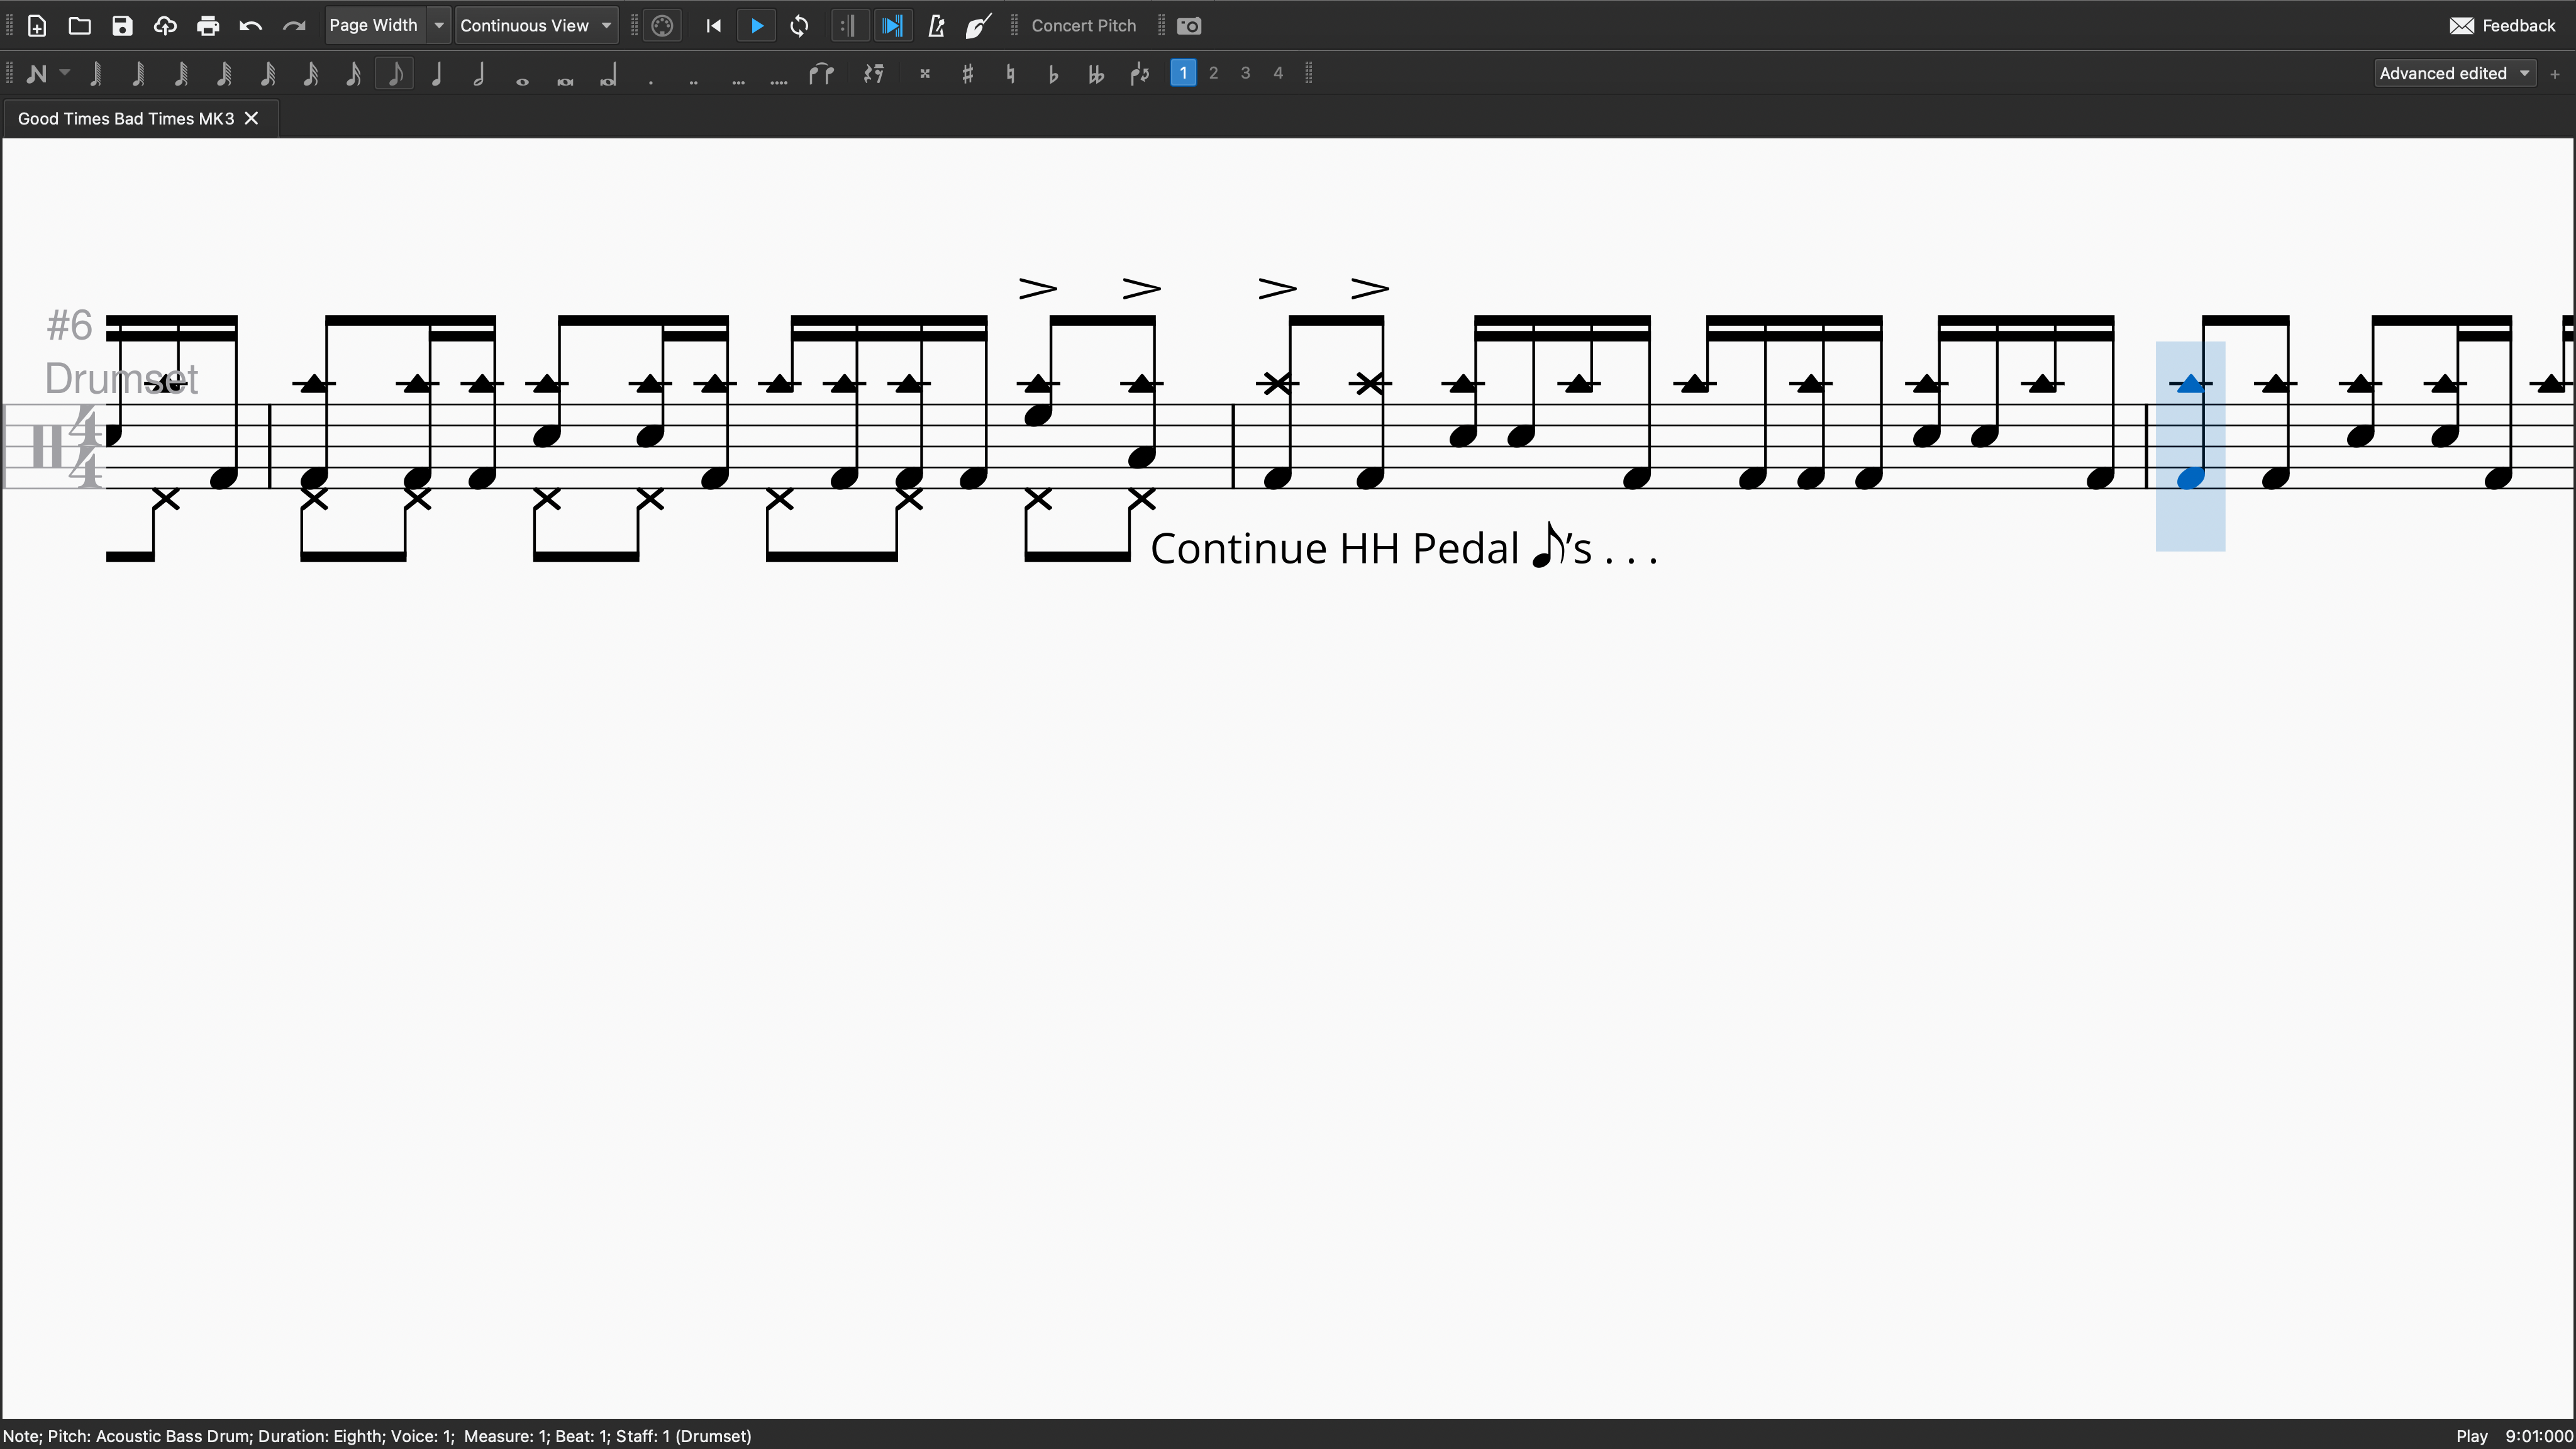 Page Width Continuous View Concert Pitch Feedback
1 2 3 4 Advanced edited +
Good Times Bad Times MK3
#6
Drumset
4
4
Continue HH Pedal ♪’s . . .
Note; Pitch: Acoustic Bass Drum; Duration: Eighth; Voice: 1; Measure: 1; Beat: 1; Staff: 1 (Drumset) Play 9:01:000